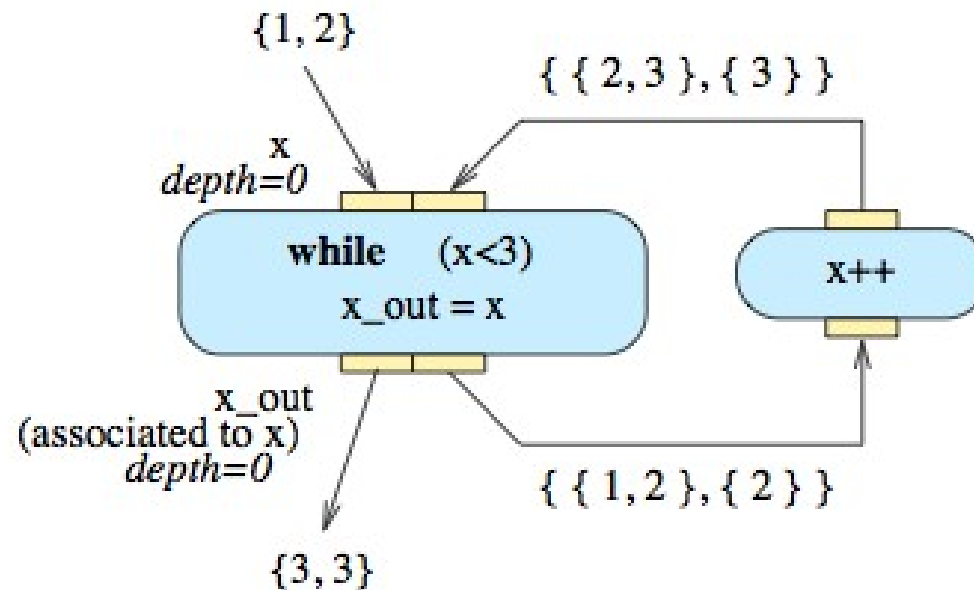 {1, 2}
{ { 2, 3 }, { 3 } }
x
depth=0
while (x<3)
x_out = x
x++
x_out
(associated to x)
depth=0
{ { 1, 2 }, { 2 } }
{3, 3}